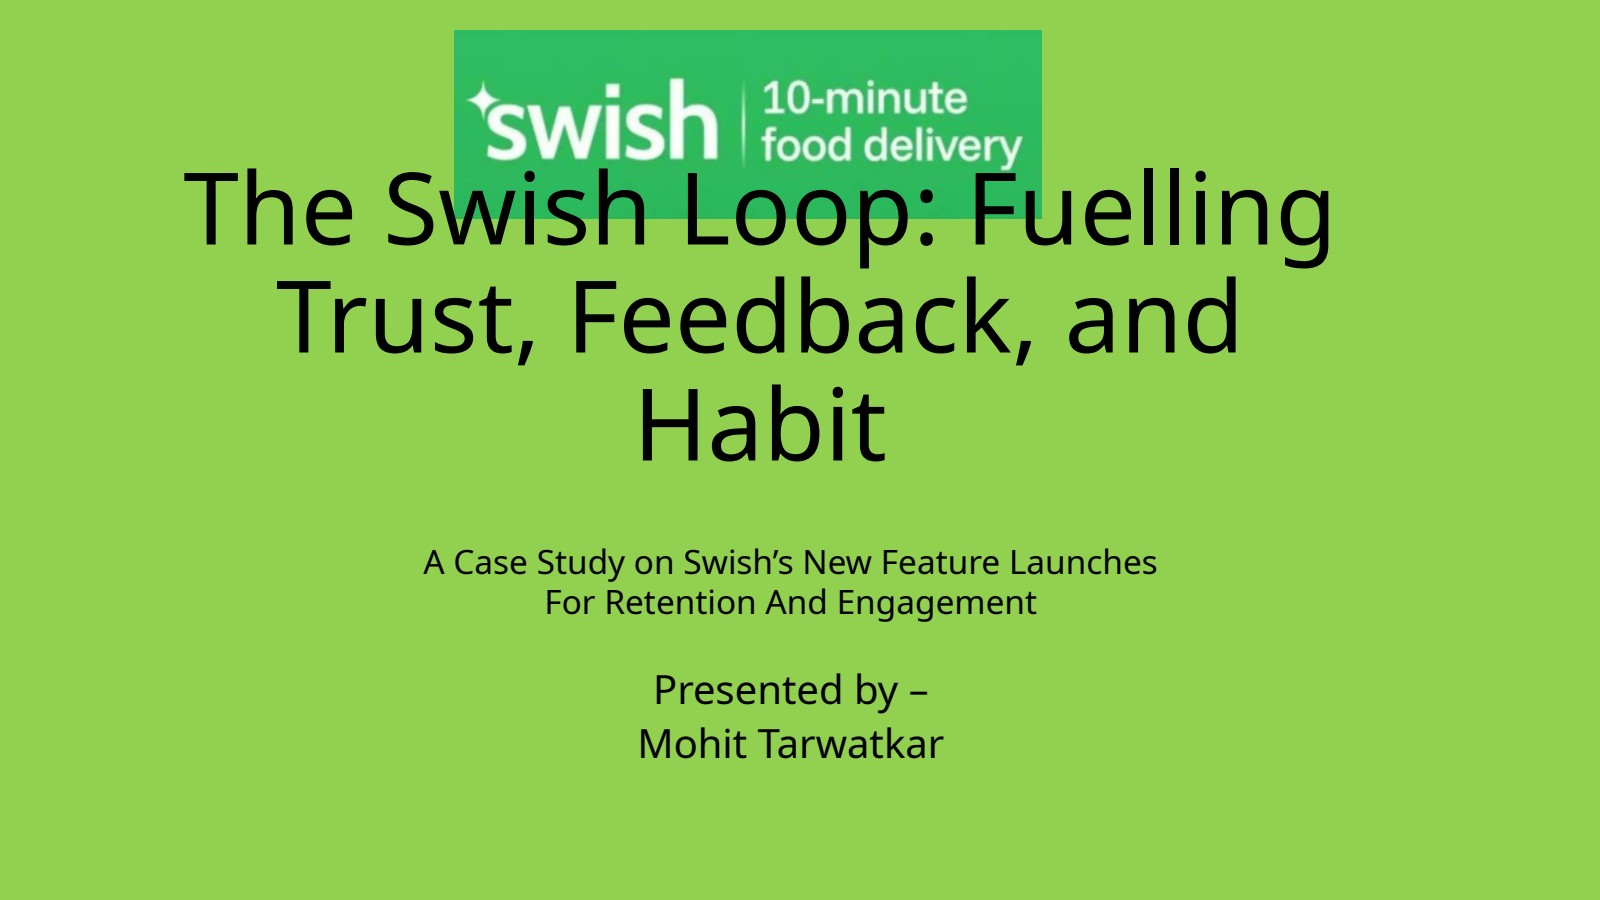 swish
10-minute
food delivery
The Swish Loop: Fuelling
Trust, Feedback, and
Habit
A Case Study on Swish’s New Feature Launches
For Retention And Engagement
Presented by –
Mohit Tarwatkar